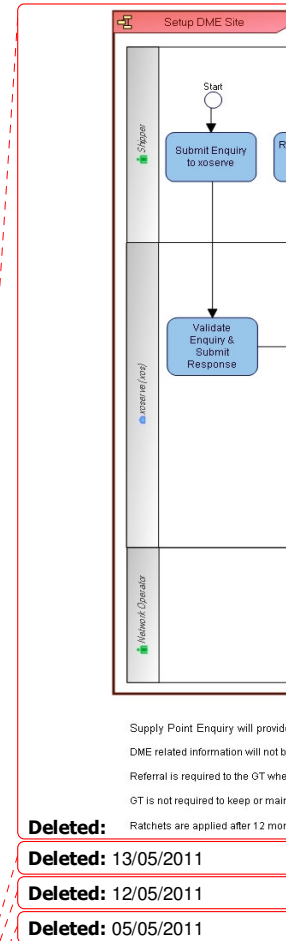 Setup DME Site
Start
Shipper
Submit Enquiry
to xoserve
R
xoserve (xos)
Validate
Enquiry &
Submit
Response
Network Operator
Supply Point Enquiry will provid
DME related information will not b
Referral is required to the GT whe
GT is not required to keep or mai
Deleted: Ratchets are applied after 12 mo
Deleted: 13/05/2011
Deleted: 12/05/2011
Deleted: 05/05/2011